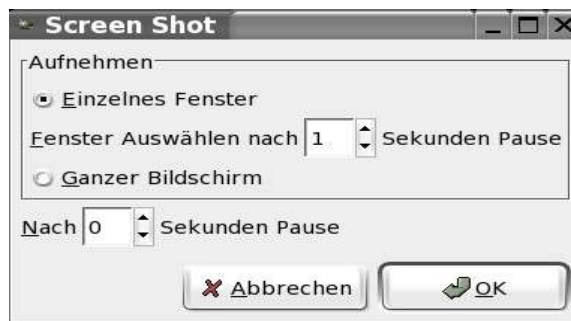 Screen Shot
Aufnehmen
Einzelnes Fenster
Fenster Auswählen nach 1 Sekunden Pause
Ganzer Bildschirm
Nach 0 Sekunden Pause
Abbrechen OK